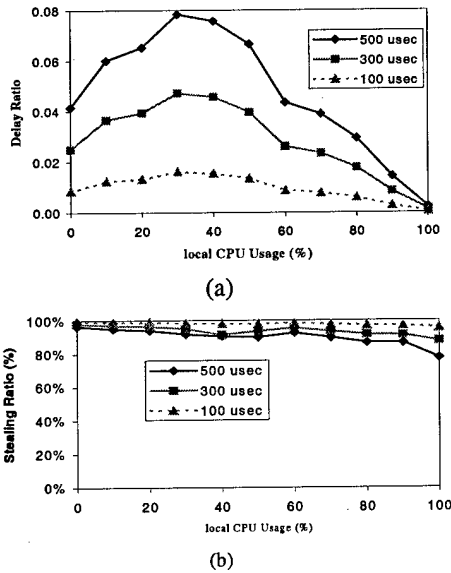 0.08
500 usec
300 usec
100 usec
0.06
0.04
0.02
0.00
Delay Ratio
0 20 40 60 80 100
local CPU Usage (%)
(a)
100%
80%
60%
40%
20%
0%
Stealing Ratio (%)
500 usec
300 usec
100 usec
0 20 40 60 80 100
local CPU Usage (%)
(b)